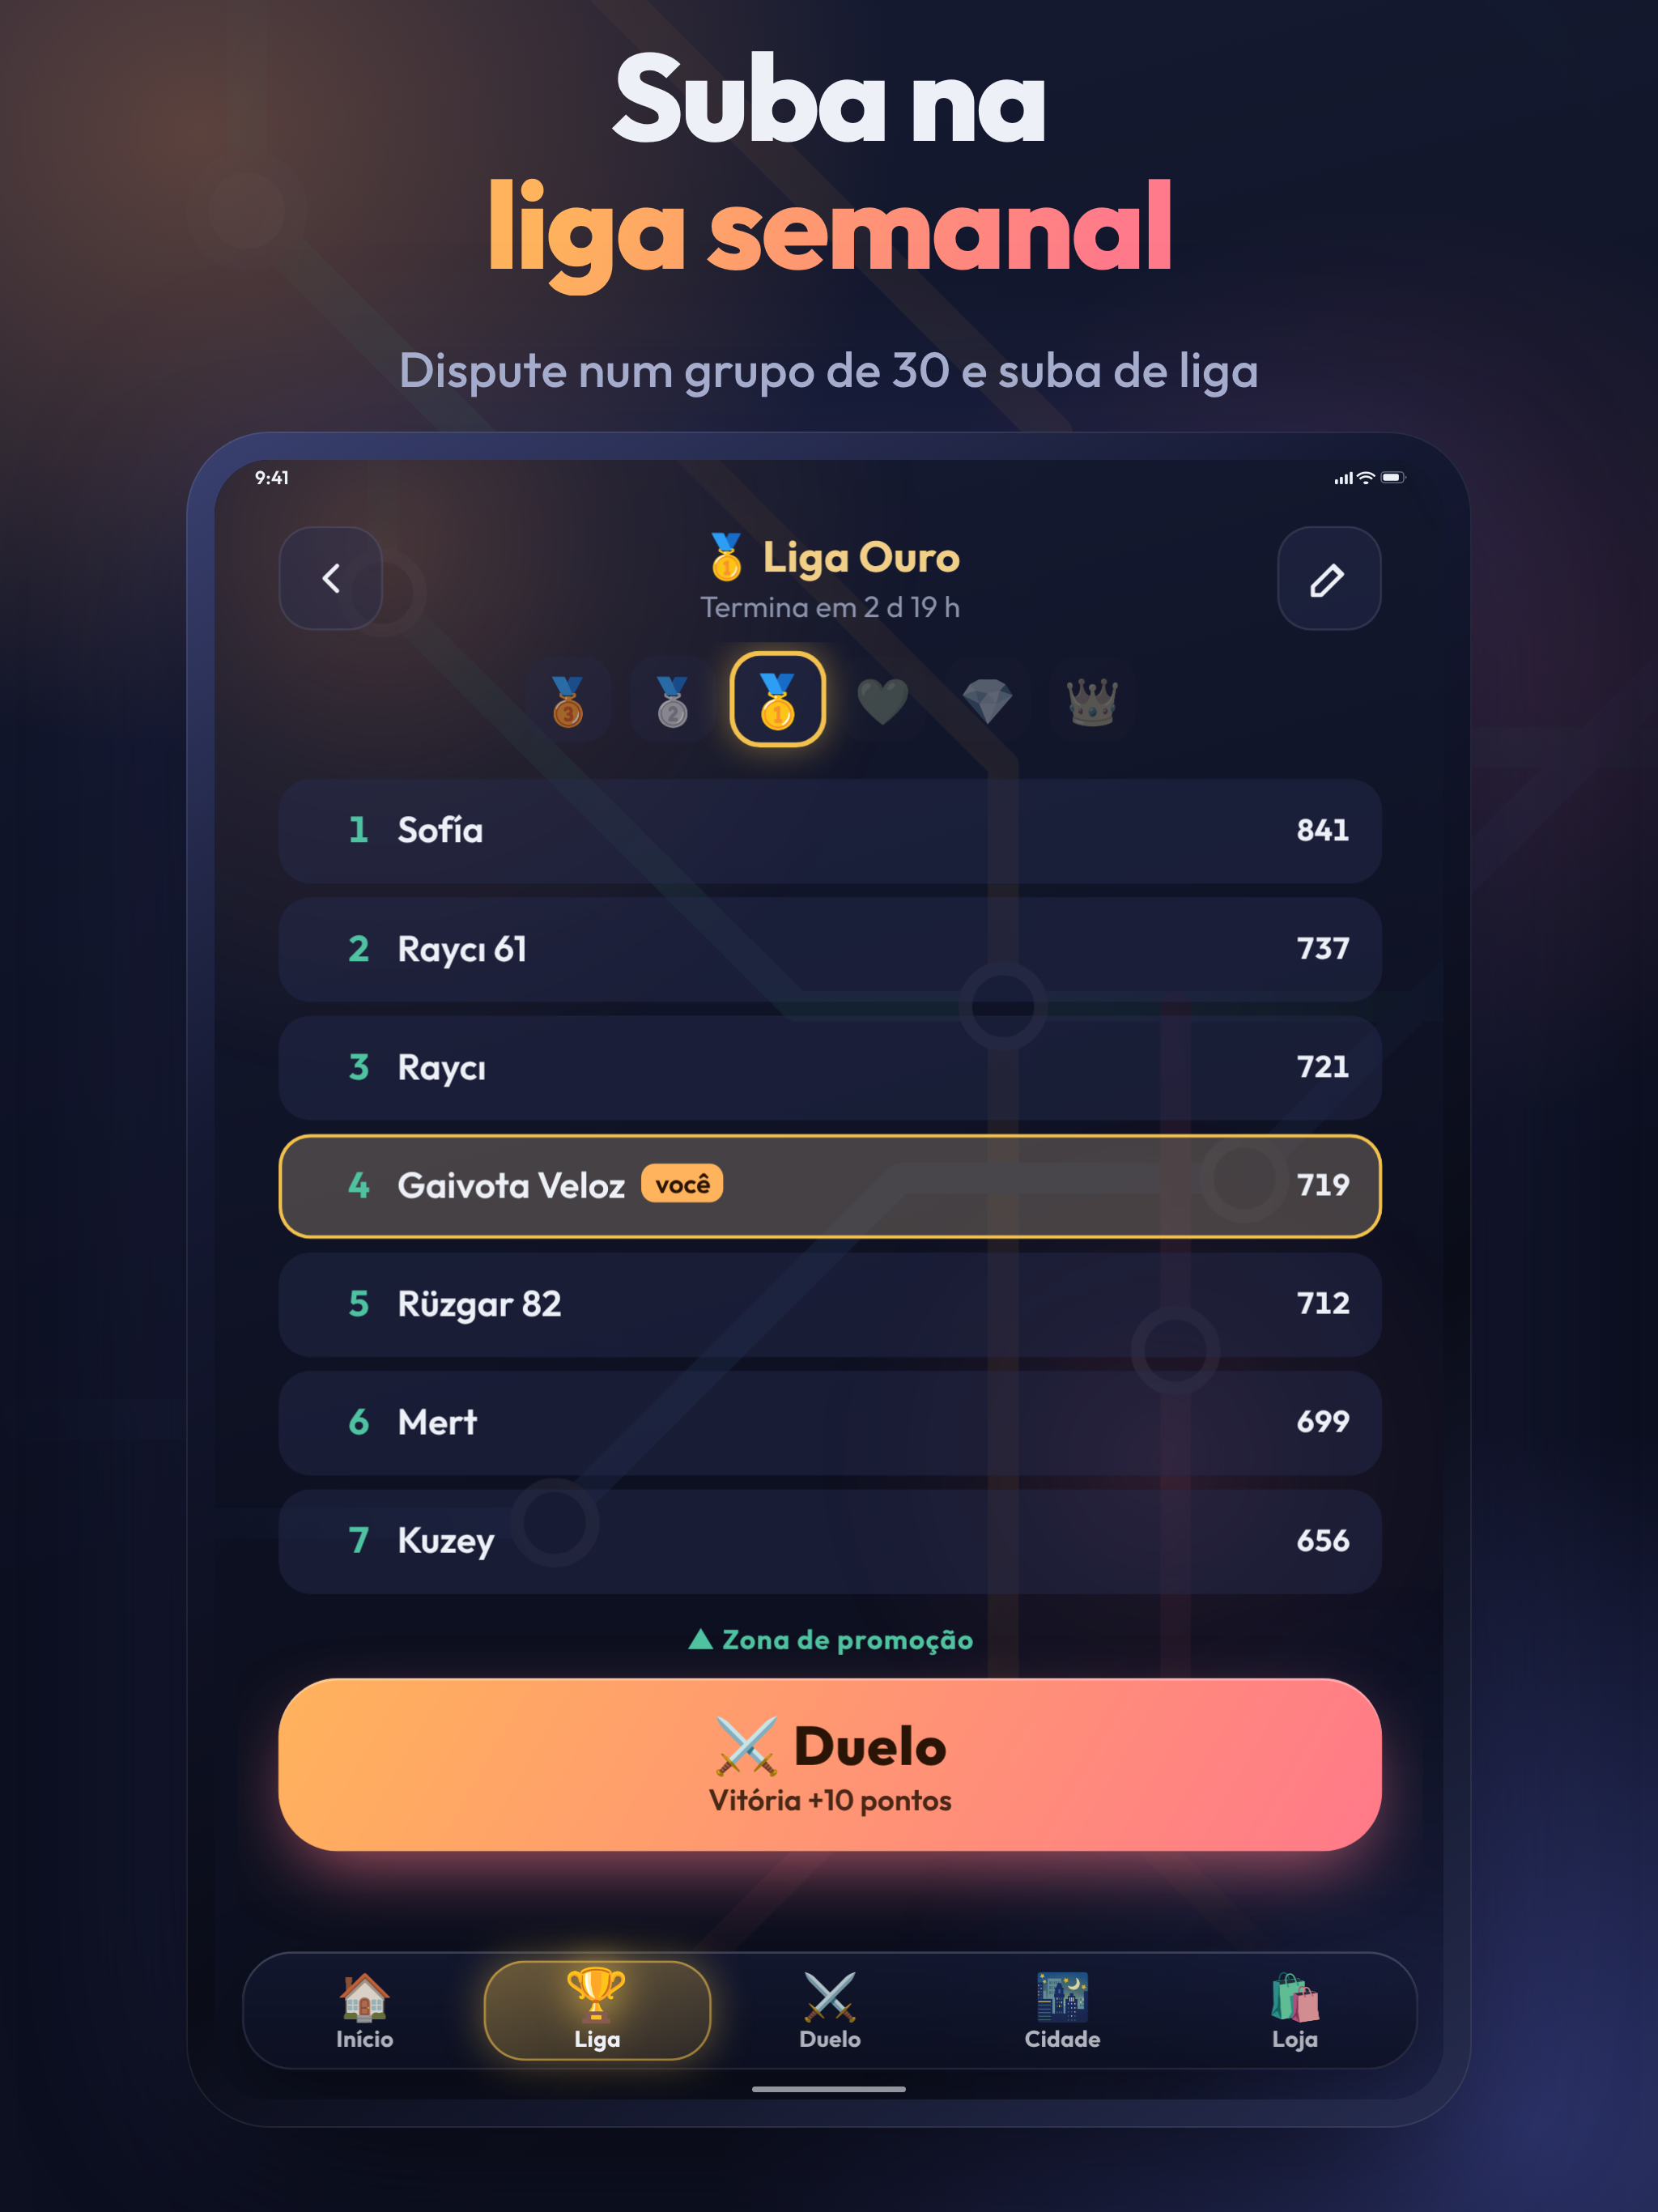 Suba na
liga semanal
Dispute num grupo de 30 e suba de liga
9:41
🥇 Liga Ouro
Termina em 2 d 19 h
1 Sofía 841
2 Raycı 61 737
3 Raycı 721
4 Gaivota Veloz você 719
5 Rüzgar 82 712
6 Mert 699
7 Kuzey 656
▲ Zona de promoção
⚔️ Duelo
Vitória +10 pontos
Início Liga Duelo Cidade Loja